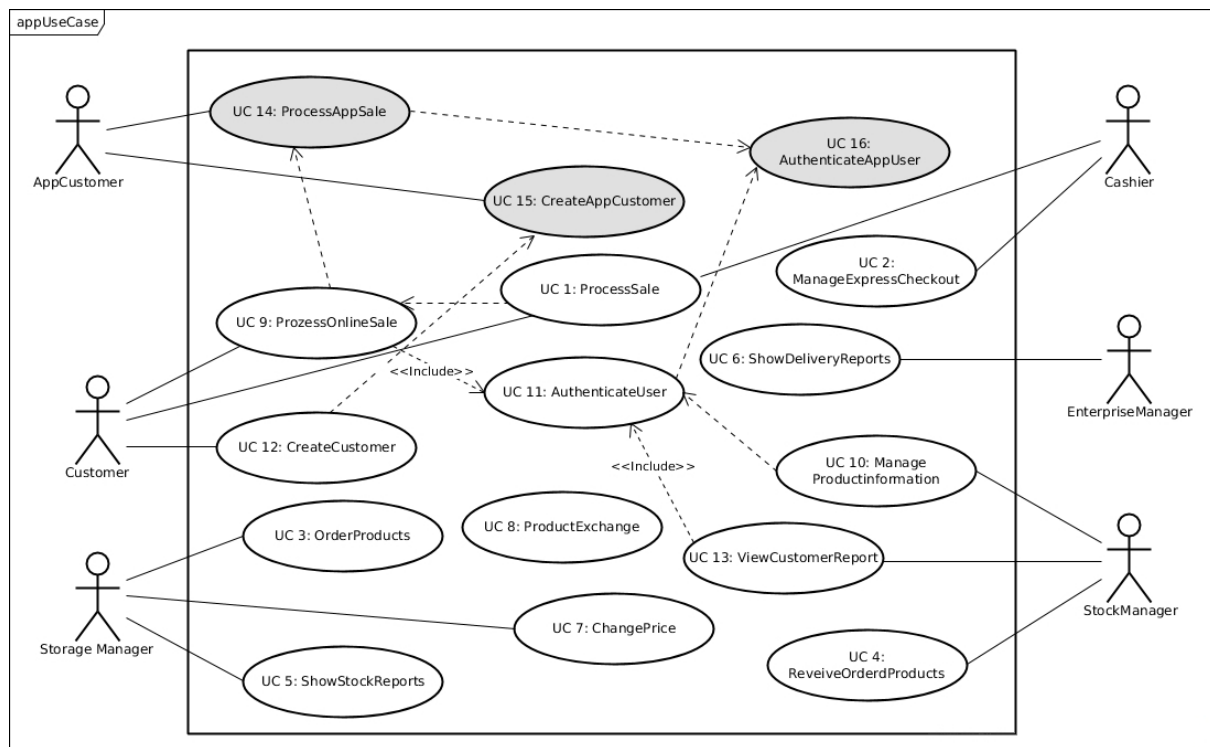 appUseCase
UC 14: ProcessAppSale
UC 16:
AuthenticateAppUser
AppCustomer
Cashier
UC 15: CreateAppCustomer
UC 2:
ManageExpressCheckout
UC 1: ProcessSale
UC 9: ProzessOnlineSale
UC 6: ShowDeliveryReports
<<Include>>
UC 11: AuthenticateUser
EnterpriseManager
UC 12: CreateCustomer
Customer
<<Include>>
UC 10: Manage
Productinformation
UC 3: OrderProducts
UC 8: ProductExchange
UC 13: ViewCustomerReport
StockManager
UC 7: ChangePrice
Storage Manager
UC 4:
ReveiveOrderdProducts
UC 5: ShowStockReports